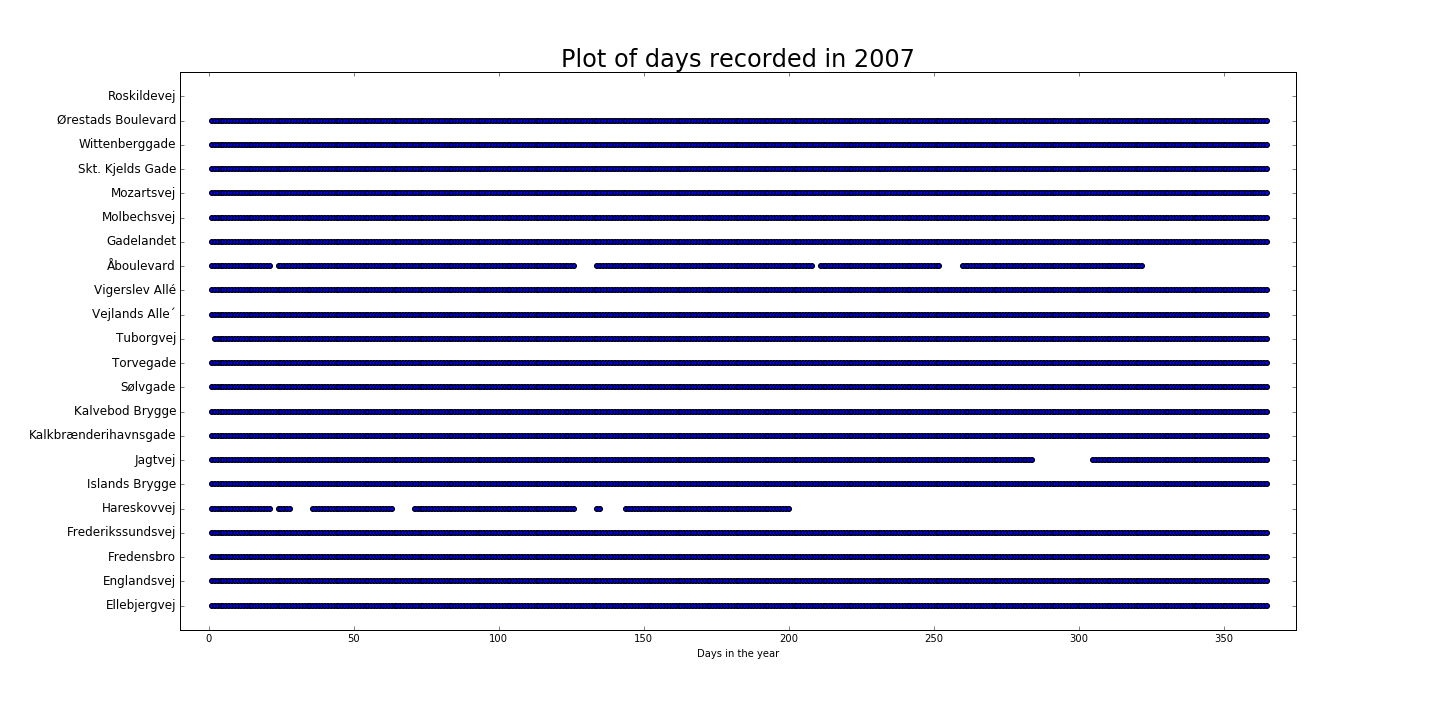 Plot of days recorded in 2007
Roskildevej
Ørestads Boulevard
Wittenberggade
Skt. Kjelds Gade
Mozartsvej
Molbechsvej
Gadelandet
Åboulevard
Vigerslev Allé
Vejlands Alle´
Tuborgvej
Torvegade
Sølvgade
Kalvebod Brygge
Kalkbrænderihavnsgade
Jagtvej
Islands Brygge
Hareskovvej
Frederikssundsvej
Fredensbro
Englandsvej
Ellebjergvej
0 50 100 150 200 250 300 350
Days in the year